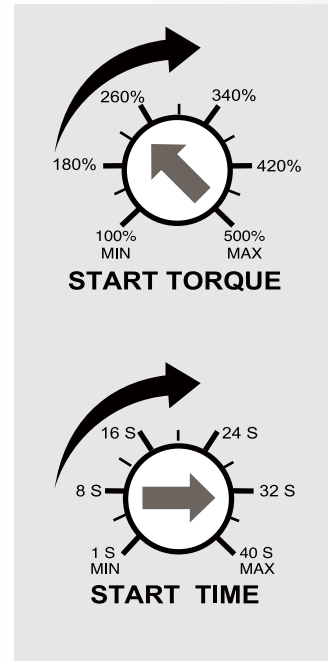 260% 340%
180% 420%
100% 500%
MIN MAX
START TORQUE
16 S 24 S
8 S 32 S
1 S 40 S
MIN MAX
START TIME